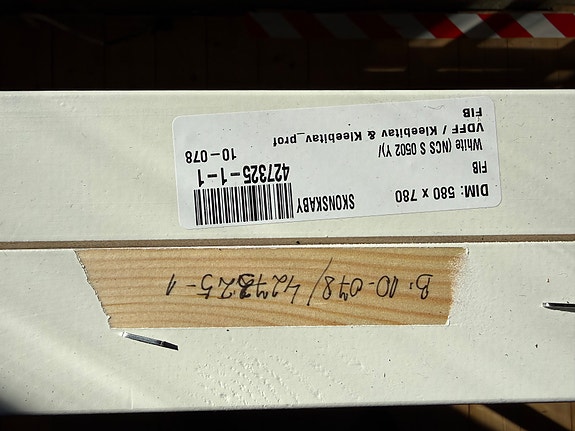 DIM: 580 x 780
SKONSKABY
FIB
427325-1-1
White (NCS S 0502 Y)/
10-078
VDFF / Kleebitav & Kleebitav_prof
FIB
B: 10-078/427325-1